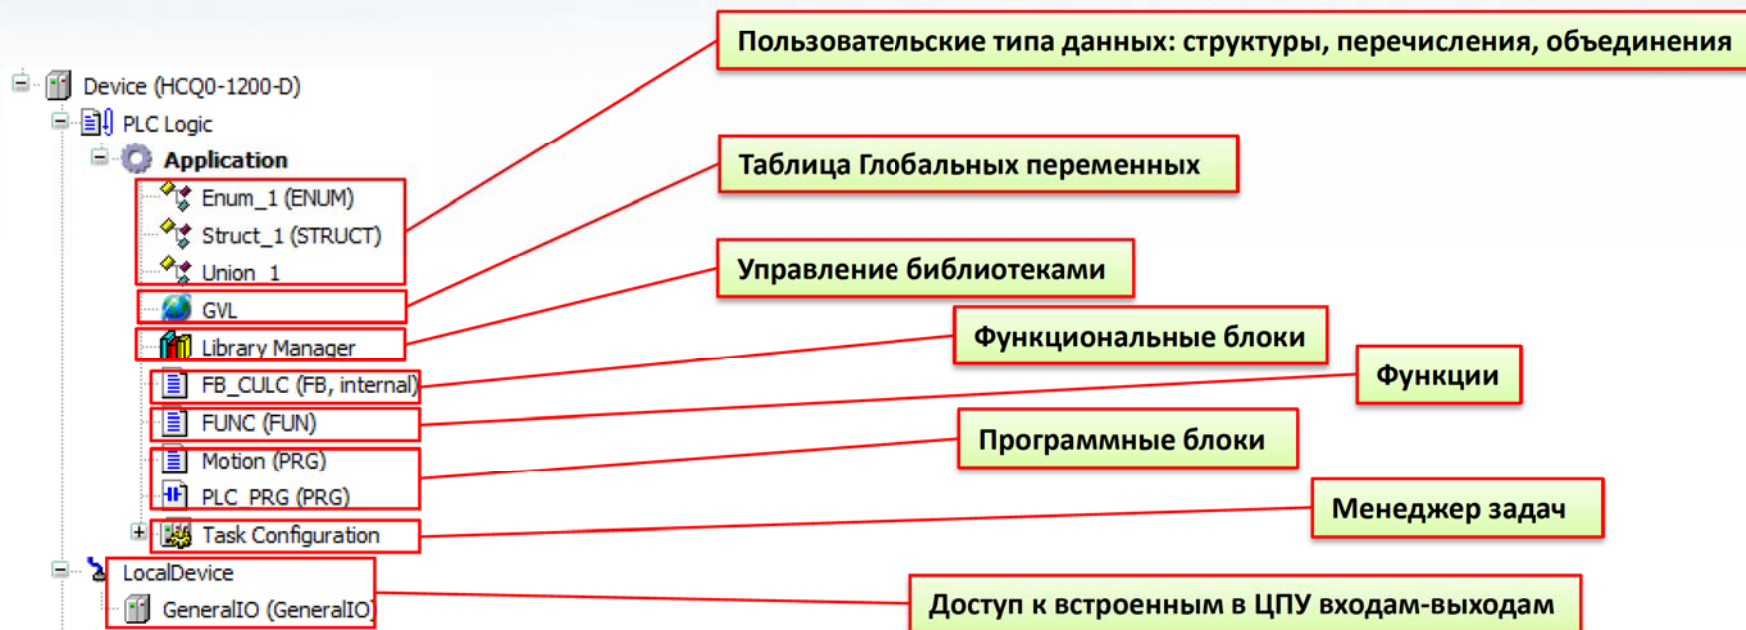 Пользовательские типа данных: структуры, перечисления, объединения
Device (HCQ0-1200-D)
PLC Logic
Application
Таблица Глобальных переменных
Enum_1 (ENUM)
Struct_1 (STRUCT)
Union_1
Управление библиотеками
GVL
Library Manager
Функциональные блоки
FB_CULC (FB, internal)
Функции
FUNC (FUN)
Программные блоки
Motion (PRG)
PLC_PRG (PRG)
Менеджер задач
Task Configuration
LocalDevice
GeneralIO (GeneralIO)
Доступ к встроенным в ЦПУ входам-выходам